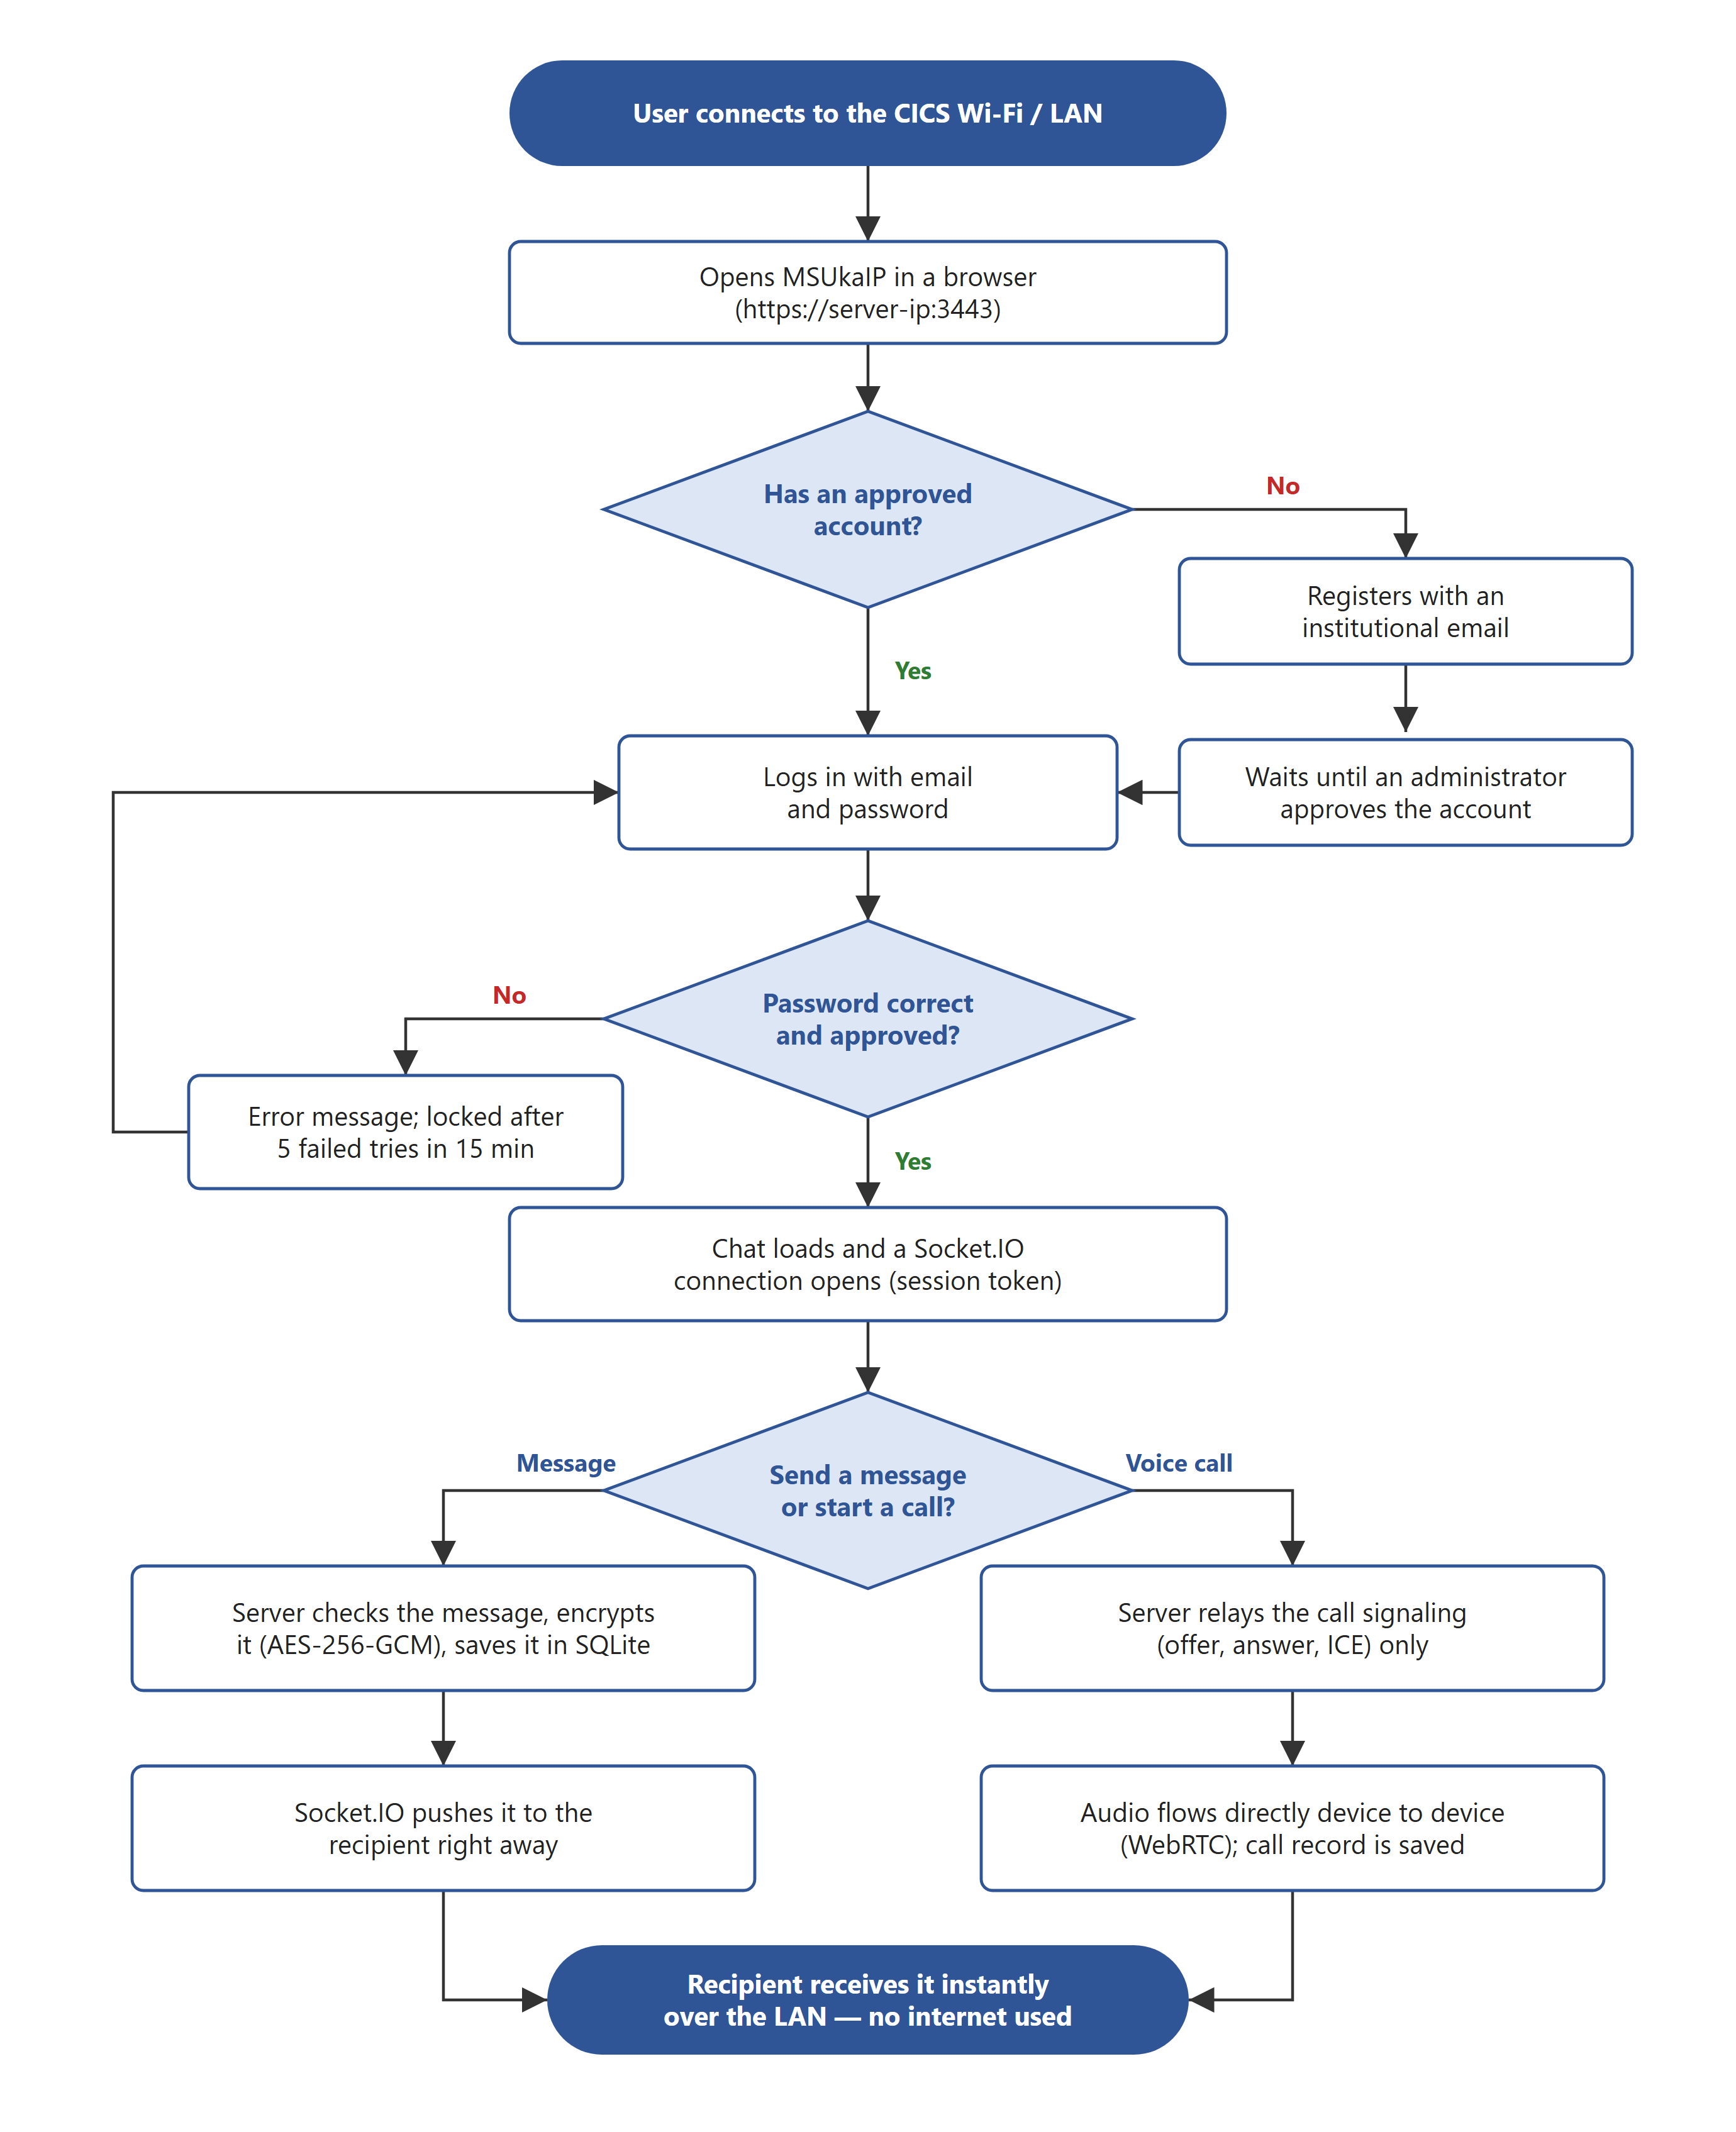 User connects to the CICS Wi-Fi / LAN
Opens MSUkaIP in a browser
(https://server-ip:3443)
Has an approved
account?
No
Registers with an
institutional email
Yes
Logs in with email
and password
Waits until an administrator
approves the account
Password correct
and approved?
No
Error message; locked after
5 failed tries in 15 min
Yes
Chat loads and a Socket.IO
connection opens (session token)
Send a message
or start a call?
Message
Voice call
Server checks the message, encrypts
it (AES-256-GCM), saves it in SQLite
Server relays the call signaling
(offer, answer, ICE) only
Socket.IO pushes it to the
recipient right away
Audio flows directly device to device
(WebRTC); call record is saved
Recipient receives it instantly
over the LAN — no internet used